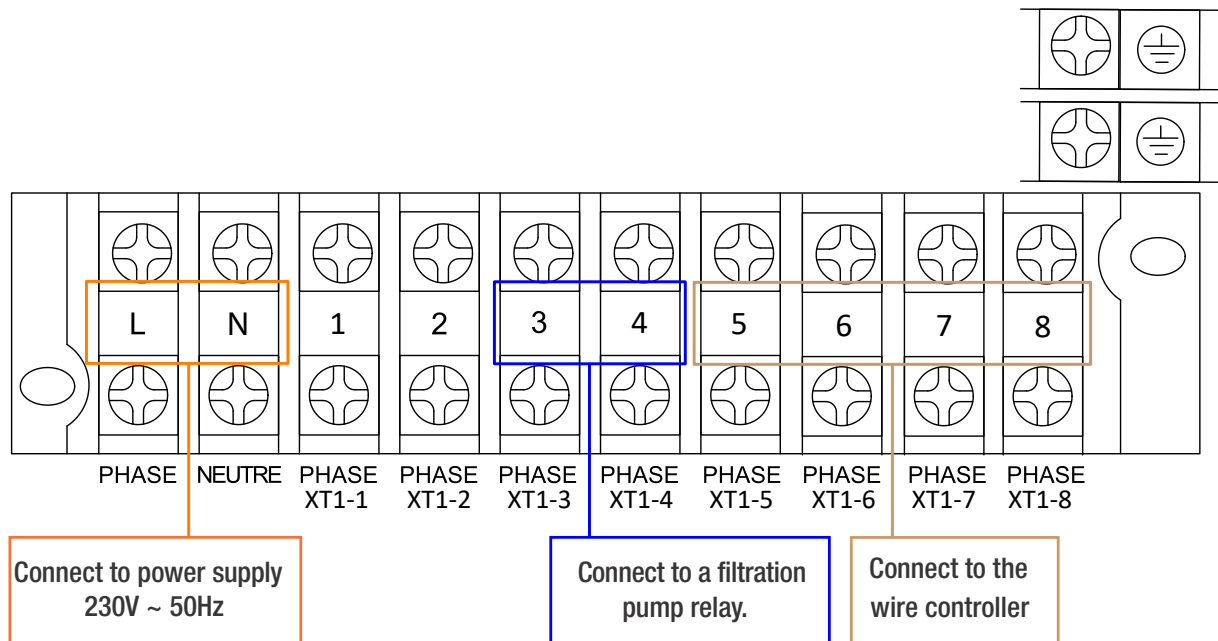 L N 1 2 3 4 5 6 7 8
PHASE NEUTRE PHASE PHASE PHASE PHASE PHASE PHASE PHASE PHASE
XT1-1 XT1-2 XT1-3 XT1-4 XT1-5 XT1-6 XT1-7 XT1-8
Connect to power supply
230V ~ 50Hz
Connect to a filtration
pump relay.
Connect to the
wire controller